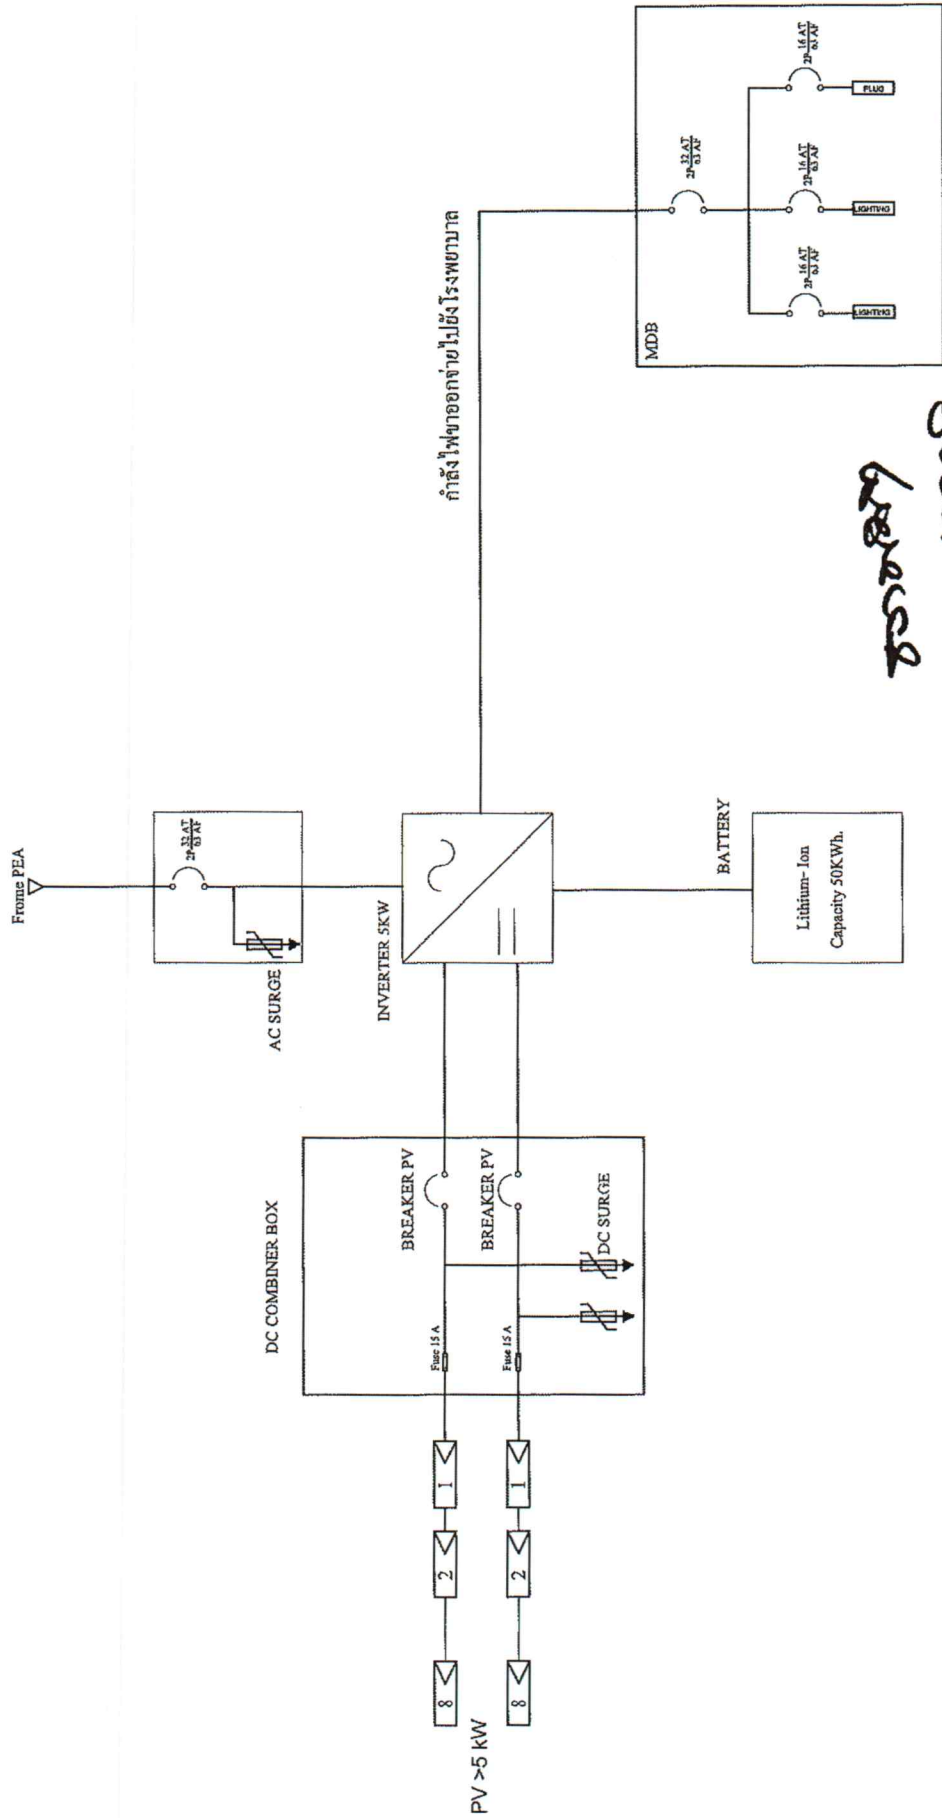 Frome PEA
2P 32 AT
63 AF
AC SURGE
INVERTER 5KW
DC COMBINER BOX
BREAKER PV
BREAKER PV
Fuse 15 A
Fuse 15 A
DC SURGE
1
2
8
1
2
8
PV >5 kW
BATTERY
Lithium- Ion
Capacity 50KWh.
กำลังไฟขาออกจ่ายไปยังโรงพยาบาล
MDB
2P 32 AT
63 AF
2P 16 AT
63 AF
2P 16 AT
63 AF
2P 16 AT
63 AF
LIGHTING
LIGHTING
PLUG